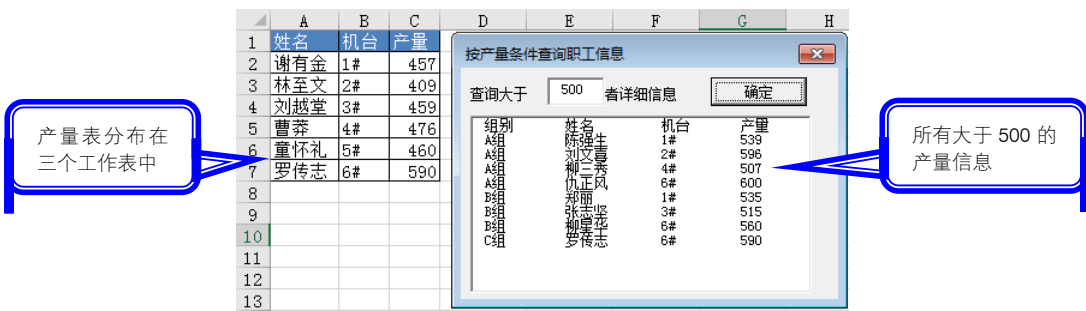 A B C D E F G H
1 姓名 机台 产量
2 谢有金 1# 457
3 林至文 2# 409
4 刘越堂 3# 459
5 曹莽 4# 476
6 童怀礼 5# 460
7 罗传志 6# 590
8
9
10
11
12
13
按产量条件查询职工信息
查询大于 500 者详细信息 确定
组别 姓名 机台 产量
A组 陈强生 1# 539
A组 刘文喜 2# 596
A组 柳三秀 4# 507
A组 仇正风 6# 600
B组 郑丽 1# 535
B组 张志坚 3# 515
B组 柳星华 6# 560
C组 罗传志 6# 590
产量表分布在
三个工作表中
所有大于 500 的
产量信息